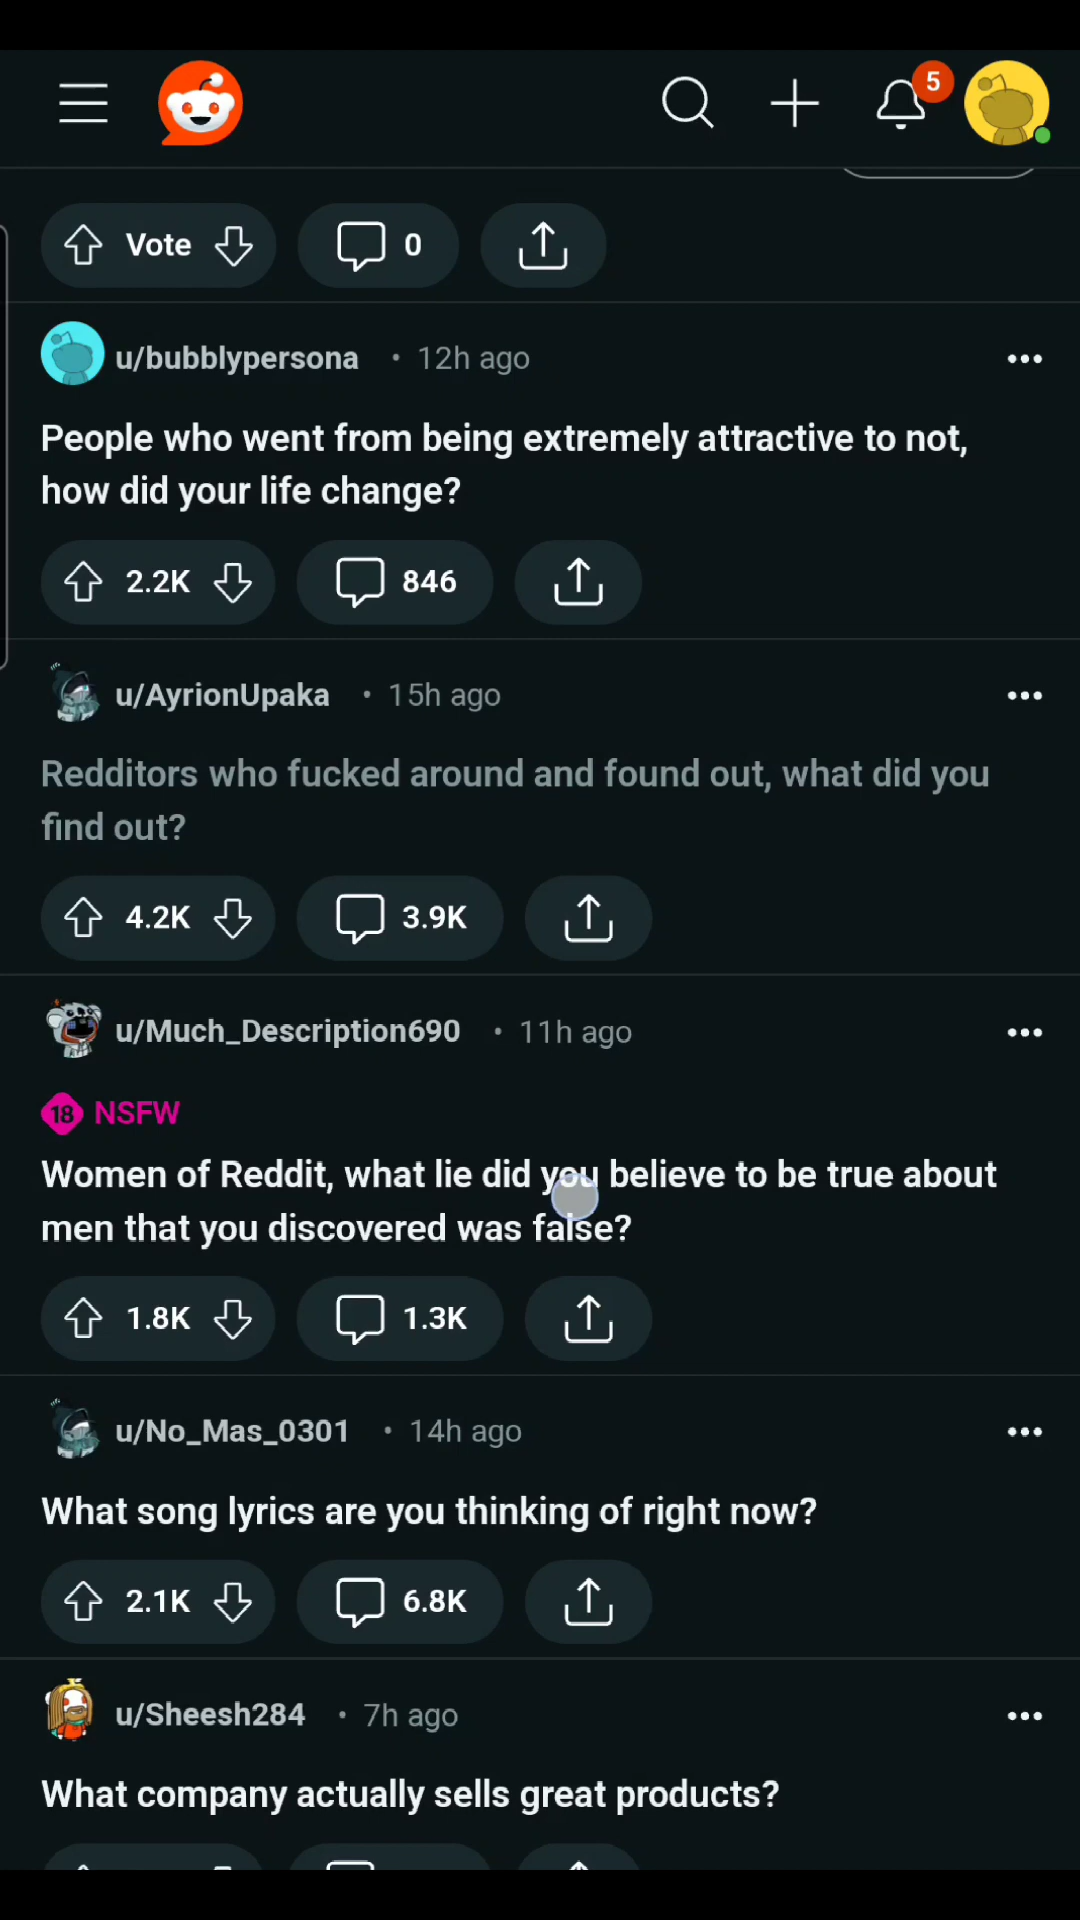 5
Vote
0
u/bubblypersona • 12h ago
People who went from being extremely attractive to not,
how did your life change?
2.2K
846
u/AyrionUpaka • 15h ago
Redditors who fucked around and found out, what did you
find out?
4.2K
3.9K
u/Much_Description690 • 11h ago
18 NSFW
Women of Reddit, what lie did you believe to be true about
men that you discovered was false?
1.8K
1.3K
u/No_Mas_0301 • 14h ago
What song lyrics are you thinking of right now?
2.1K
6.8K
u/Sheesh284 • 7h ago
What company actually sells great products?